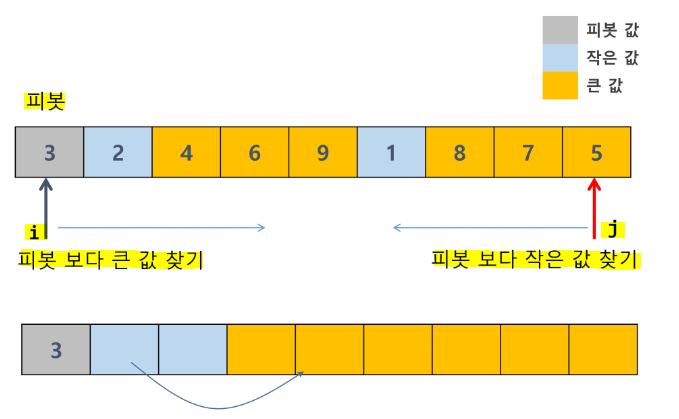 피봇 값
작은 값
큰 값
피봇
3 2 4 6 9 1 8 7 5
i
j
피봇 보다 큰 값 찾기
피봇 보다 작은 값 찾기
3